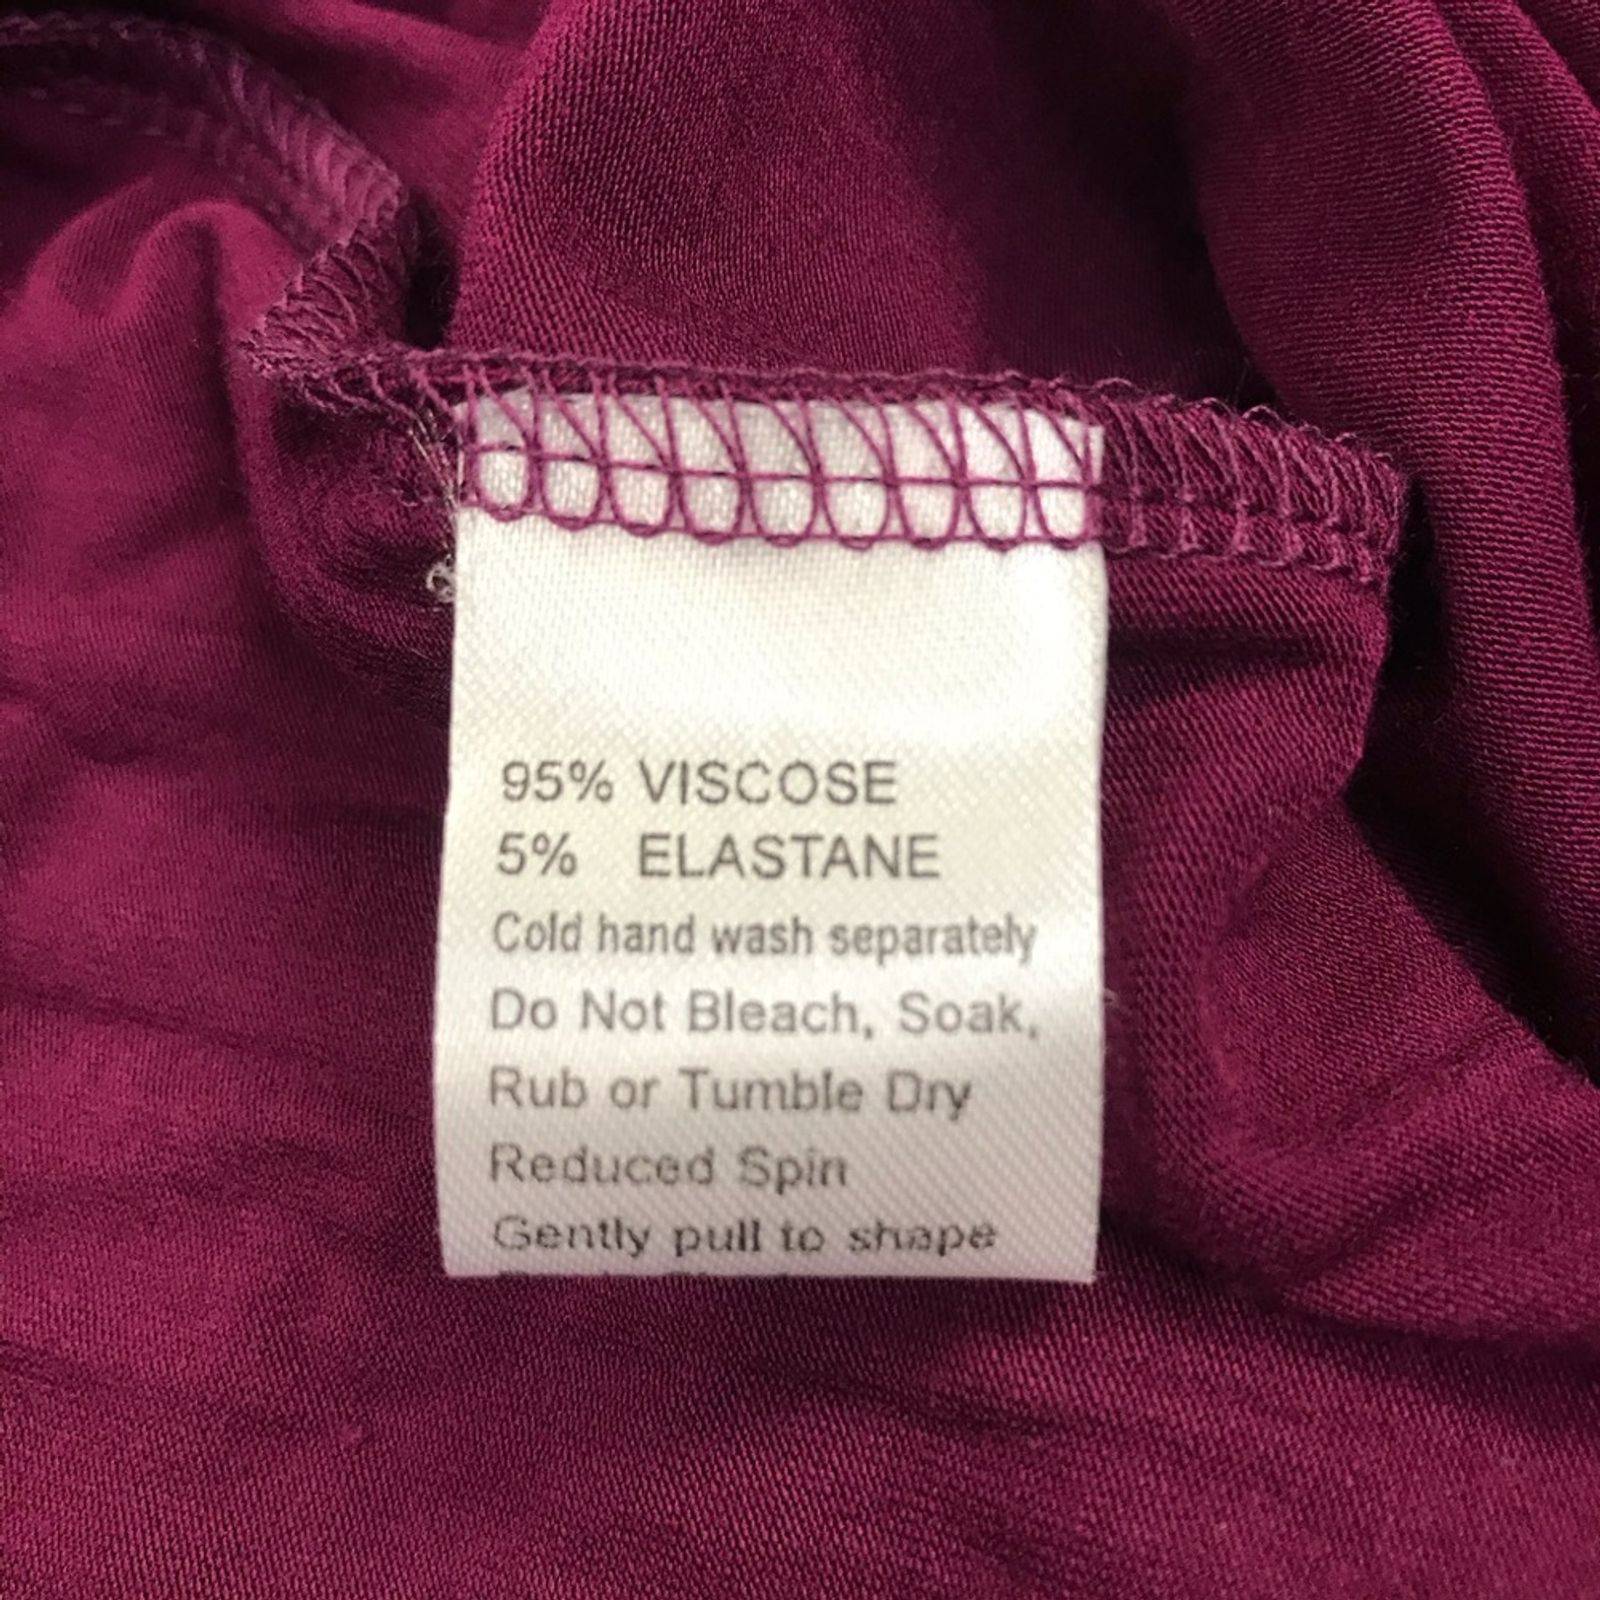 95% VISCOSE
5% ELASTANE
Cold hand wash separately
Do Not Bleach, Soak,
Rub or Tumble Dry
Reduced Spin
Gently pull to shape